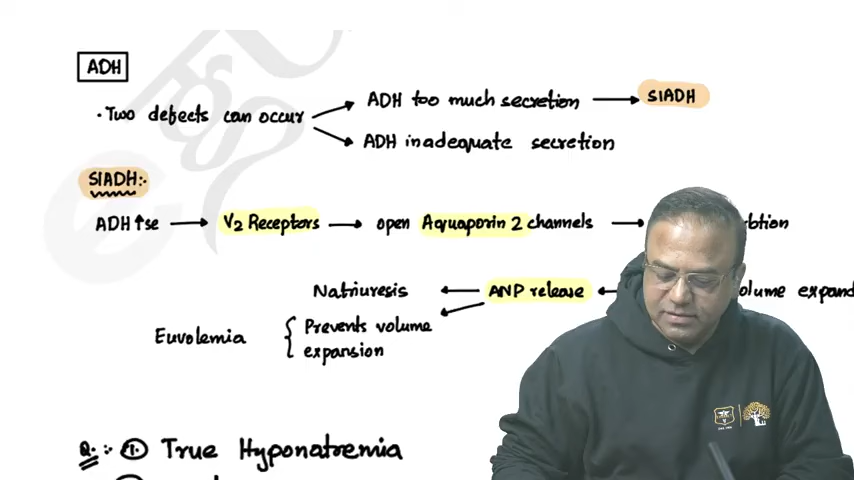 ADH
· Two defects can occur
ADH too much secretion → SIADH
ADH inadequate secretion
SIADH:-
ADH ↑se → V2 Receptors → open Aquaporin 2 channels →
Natriuresis ← ANP release ← expand
Euvolemia { Prevents volume
expansion
Q. :- ① True Hyponatremia